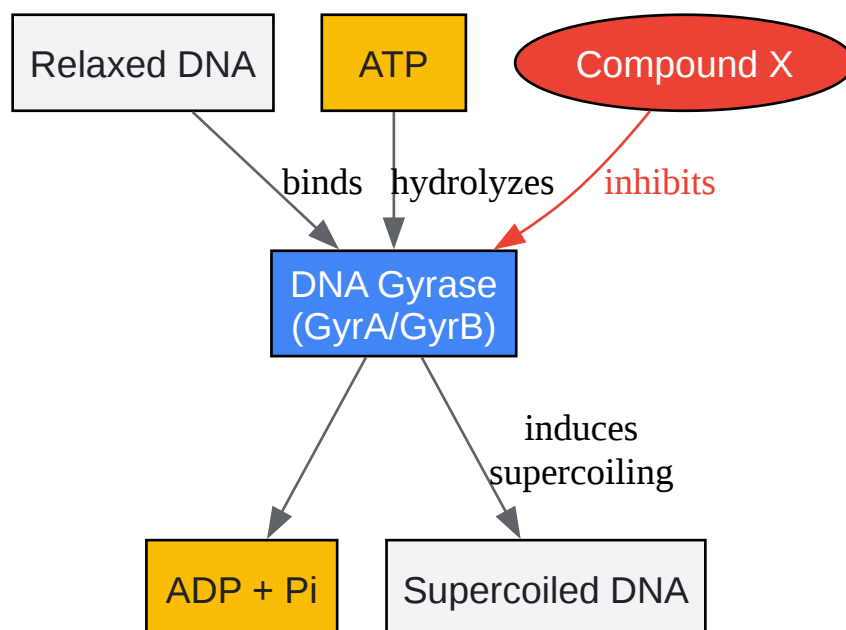 Relaxed DNA
ATP
Compound X
binds
hydrolyzes
inhibits
DNA Gyrase
(GyrA/GyrB)
induces
supercoiling
ADP + Pi
Supercoiled DNA